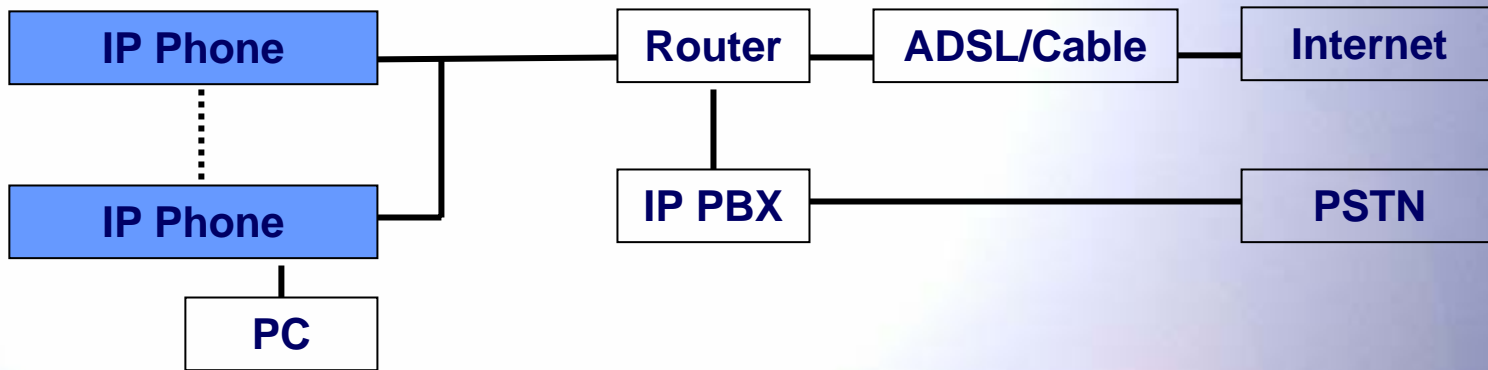 IP Phone
Router
ADSL/Cable
Internet
IP Phone
IP PBX
PSTN
PC